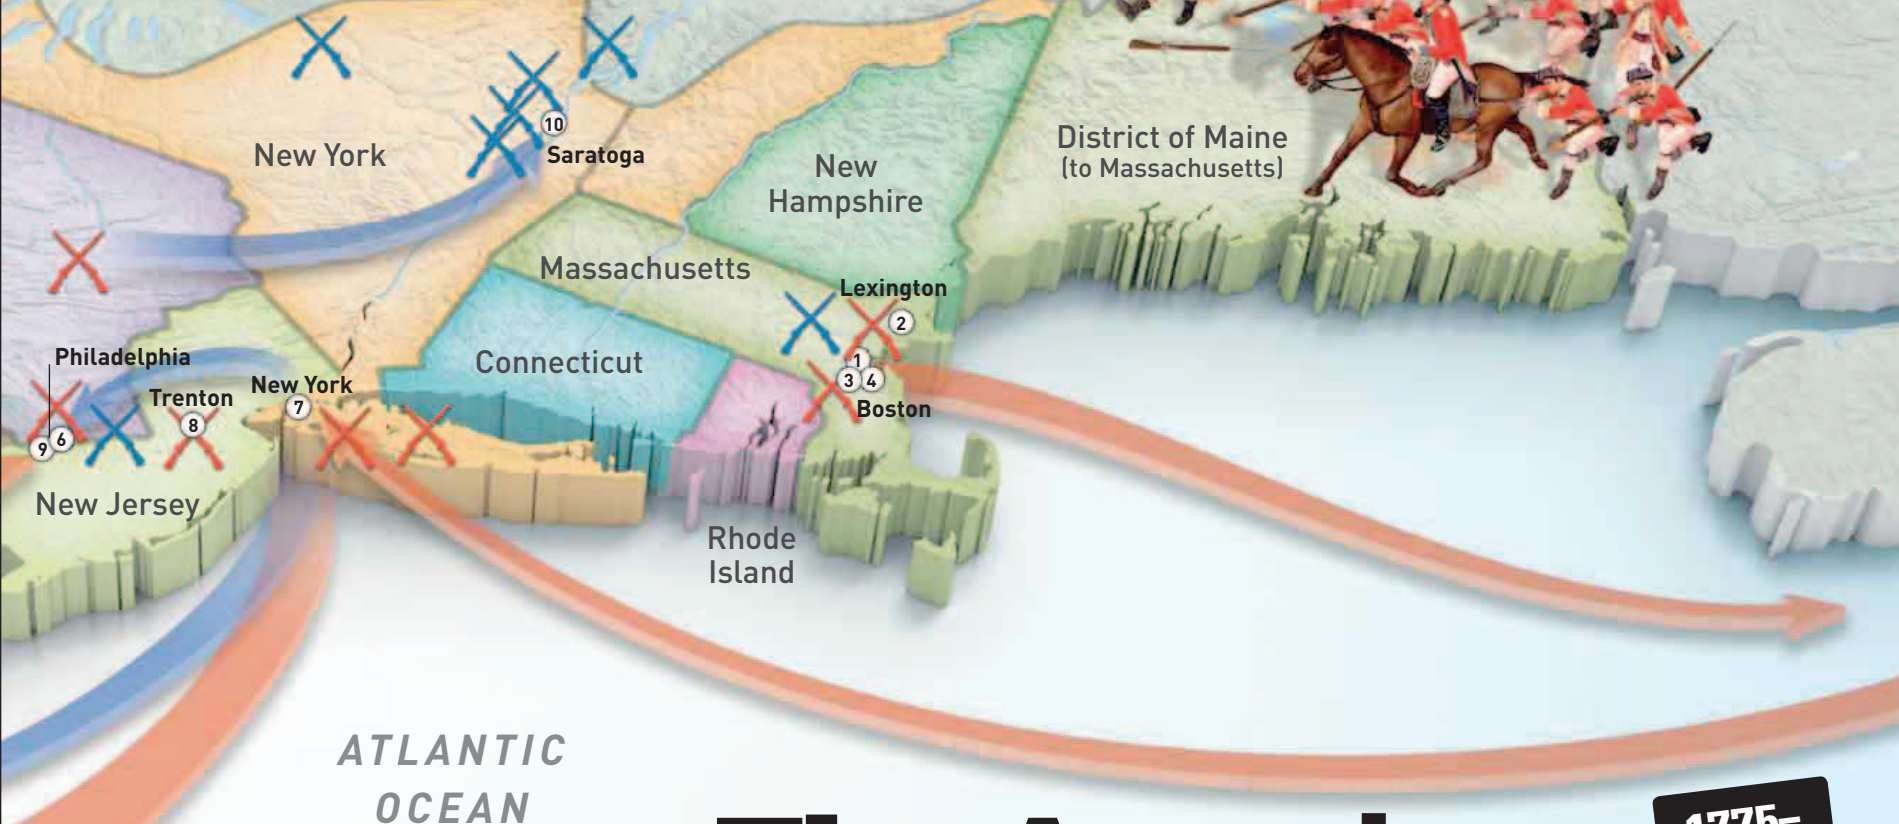 10
Saratoga
New York
New
Hampshire
District of Maine
(to Massachusetts)
Massachusetts
Lexington
2
1
3 4
Boston
Connecticut
Philadelphia
Trenton
New York
7
8
9 6
New Jersey
Rhode
Island
ATLANTIC
OCEAN
1775–